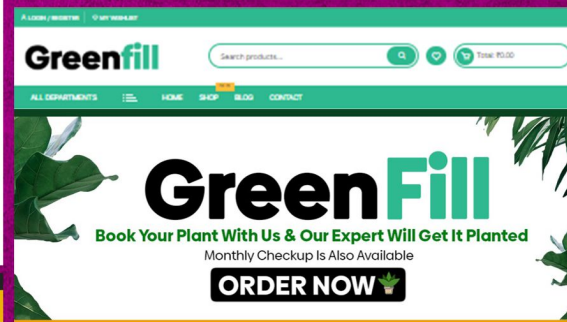 LOGIN / REGISTER MY WISHLIST
Greenfill
Search products...
Total: ₹0.00
ALL DEPARTMENTS HOME SHOP BLOG CONTACT
GreenFill
Book Your Plant With Us & Our Expert Will Get It Planted
Monthly Checkup Is Also Available
ORDER NOW